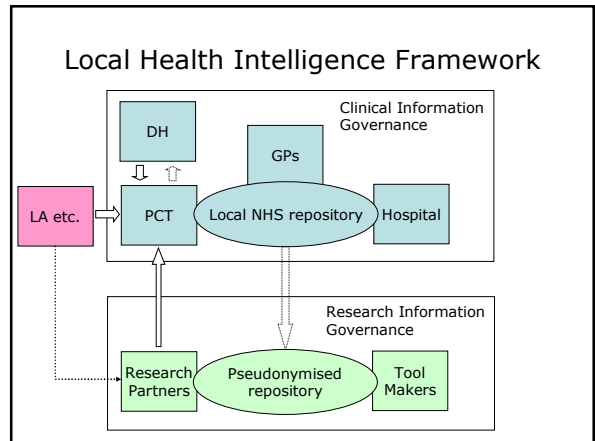 Local Health Intelligence Framework
Clinical Information
Governance
DH
GPs
LA etc.
PCT
Local NHS repository
Hospital
Research Information
Governance
Research
Partners
Pseudonymised
repository
Tool
Makers